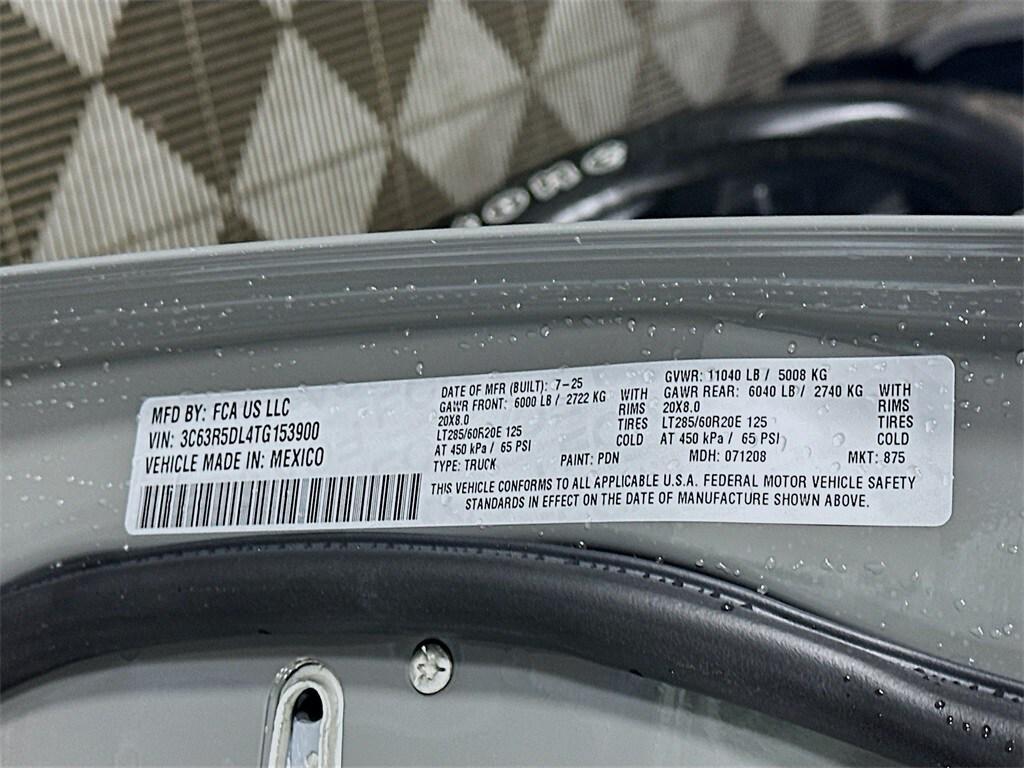 MFD BY: FCA US LLC
VIN: 3C63R5DL4TG153900
VEHICLE MADE IN: MEXICO
DATE OF MFR (BUILT): 7-25
GAWR FRONT: 6000 LB / 2722 KG
20X8.0
LT285/60R20E 125
AT 450 kPa / 65 PSI
WITH
RIMS
TIRES
COLD
GVWR: 11040 LB / 5008 KG
GAWR REAR: 6040 LB / 2740 KG
20X8.0
LT285/60R20E 125
AT 450 kPa / 65 PSI
WITH
RIMS
TIRES
COLD
TYPE: TRUCK PAINT: PDN MDH: 071208 MKT: 875
THIS VEHICLE CONFORMS TO ALL APPLICABLE U.S.A. FEDERAL MOTOR VEHICLE SAFETY
STANDARDS IN EFFECT ON THE DATE OF MANUFACTURE SHOWN ABOVE.